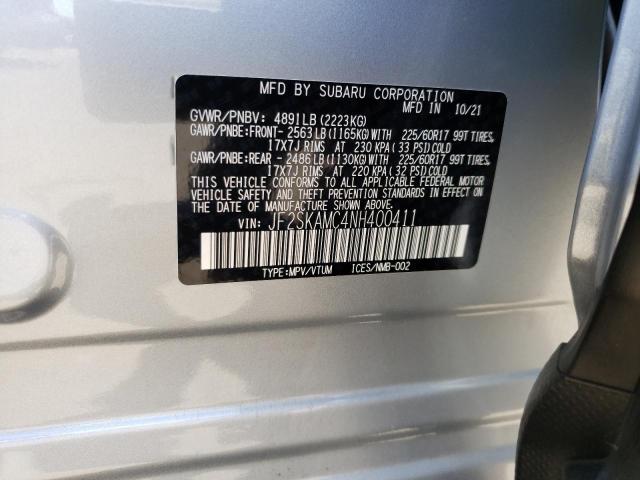 MFD BY SUBARU CORPORATION
MFD IN 10/21
GVWR/PNBV: 4891LB(2223KG)
GAWR/PNBE:FRONT-2563LB(1165KG)WITH 225/60R17 99T TIRES,
17X7J RIMS AT 230 KPA(33 PSI)COLD
GAWR/PNBE:REAR -2486LB(1130KG)WITH 225/60R17 99T TIRES,
17X7J RIMS AT 220 KPA(32 PSI)COLD
THIS VEHICLE CONFORMS TO ALL APPLICABLE FEDERAL MOTOR
VEHICLE SAFETY AND THEFT PREVENTION STANDARDS IN EFFECT ON
THE DATE OF MANUFACTURE SHOWN ABOVE.
VIN: JF2SKAMC4NH400411
TYPE:MPV/VTUM ICES/NMB-002